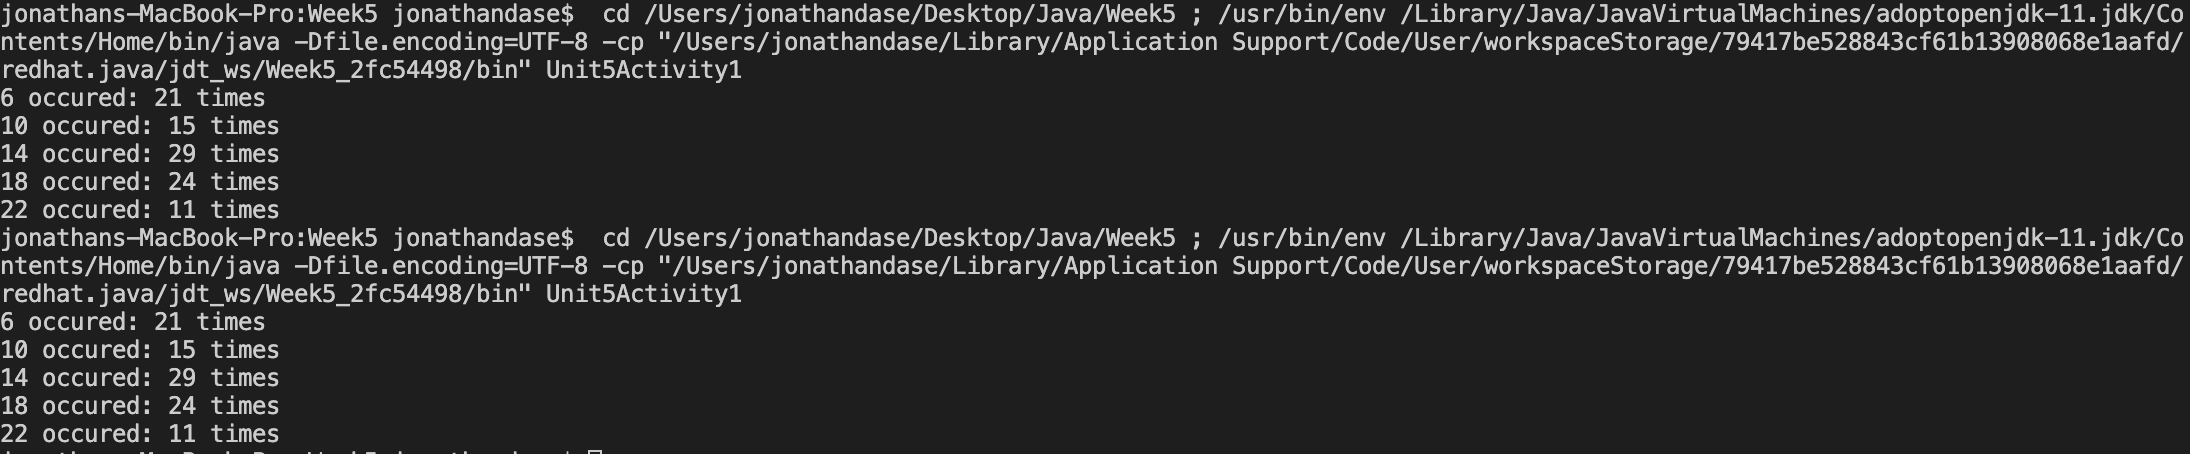 jonathans-MacBook-Pro:Week5 jonathandase$  cd /Users/jonathandase/Desktop/Java/Week5 ; /usr/bin/env /Library/Java/JavaVirtualMachines/adoptopenjdk-11.jdk/Co
ntents/Home/bin/java -Dfile.encoding=UTF-8 -cp "/Users/jonathandase/Library/Application Support/Code/User/workspaceStorage/79417be528843cf61b13908068e1aafd/
redhat.java/jdt_ws/Week5_2fc54498/bin" Unit5Activity1
6 occured: 21 times
10 occured: 15 times
14 occured: 29 times
18 occured: 24 times
22 occured: 11 times
jonathans-MacBook-Pro:Week5 jonathandase$  cd /Users/jonathandase/Desktop/Java/Week5 ; /usr/bin/env /Library/Java/JavaVirtualMachines/adoptopenjdk-11.jdk/Co
ntents/Home/bin/java -Dfile.encoding=UTF-8 -cp "/Users/jonathandase/Library/Application Support/Code/User/workspaceStorage/79417be528843cf61b13908068e1aafd/
redhat.java/jdt_ws/Week5_2fc54498/bin" Unit5Activity1
6 occured: 21 times
10 occured: 15 times
14 occured: 29 times
18 occured: 24 times
22 occured: 11 times